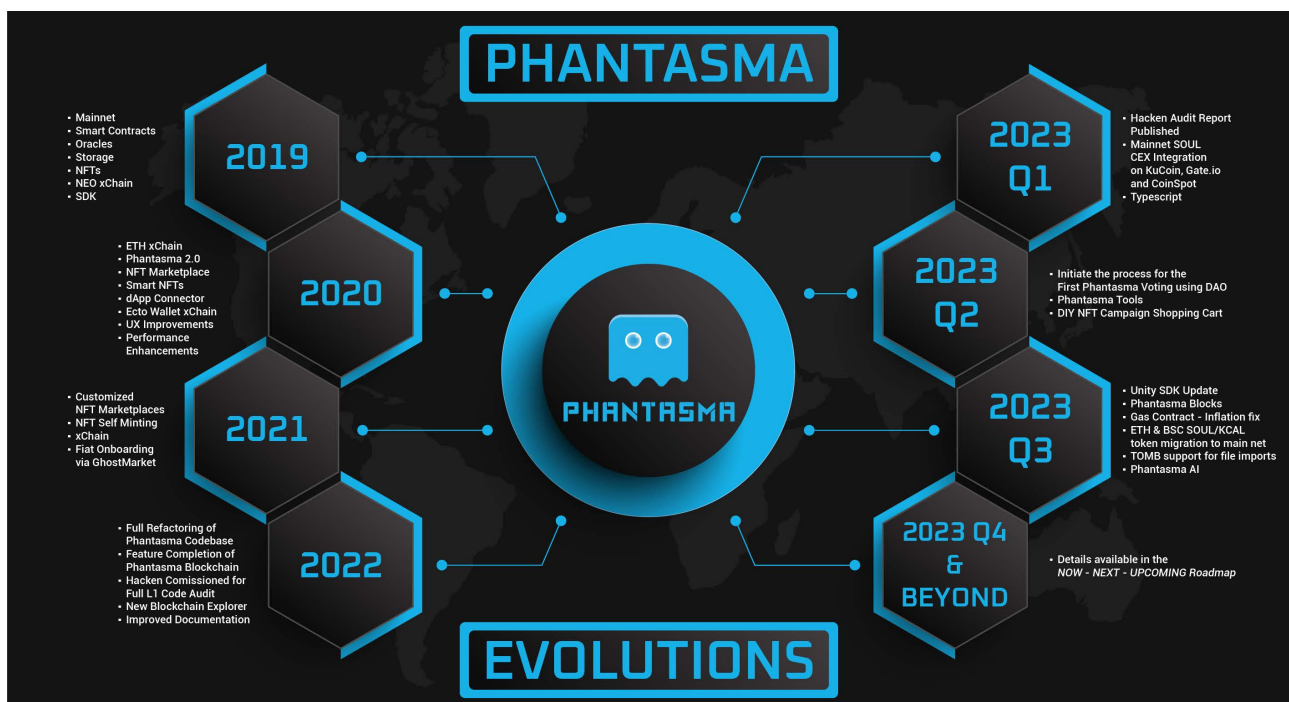 PHANTASMA
2019
▪ Mainnet
▪ Smart Contracts
▪ Oracles
▪ Storage
▪ NFTs
▪ NEO xChain
▪ SDK
2020
▪ ETH xChain
▪ Phantasma 2.0
▪ NFT Marketplace
▪ Smart NFTs
▪ dApp Connector
▪ Ecto Wallet xChain
▪ UX Improvements
▪ Performance
Enhancements
2021
▪ Customized
NFT Marketplaces
▪ NFT Self Minting
▪ xChain
▪ Fiat Onboarding
via GhostMarket
2022
▪ Full Refactoring of
Phantasma Codebase
▪ Feature Completion of
Phantasma Blockchain
▪ Hacken Comissioned for
Full L1 Code Audit
▪ New Blockchain Explorer
▪ Improved Documentation
PHANTASMA
2023
Q1
▪ Hacken Audit Report
Published
▪ Mainnet SOUL
CEX Integration
on KuCoin, Gate.io
and CoinSpot
▪ Typescript
2023
Q2
▪ Initiate the process for the
First Phantasma Voting using DAO
▪ Phantasma Tools
▪ DIY NFT Campaign Shopping Cart
2023
Q3
▪ Unity SDK Update
▪ Phantasma Blocks
▪ Gas Contract - Inflation fix
▪ ETH & BSC SOUL/KCAL
token migration to main net
▪ TOMB support for file imports
▪ Phantasma AI
2023 Q4
&
BEYOND
▪ Details available in the
NOW - NEXT - UPCOMING Roadmap
EVOLUTIONS